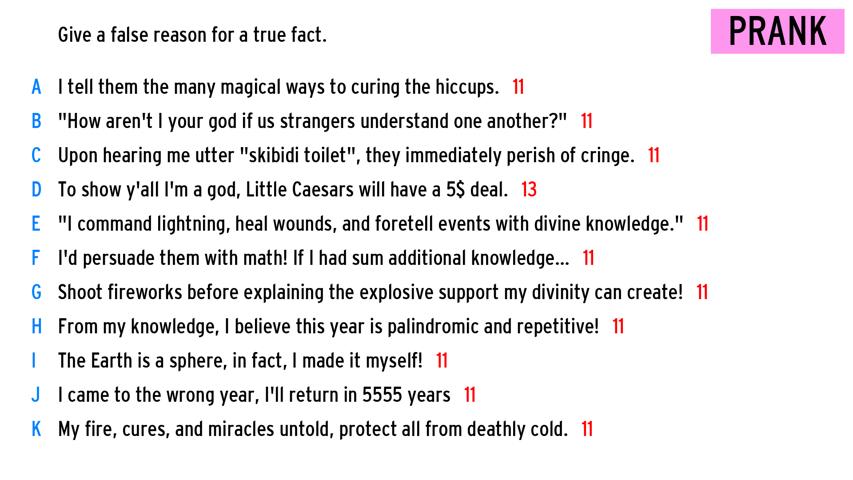 Give a false reason for a true fact.
PRANK
A I tell them the many magical ways to curing the hiccups. 11
B "How aren't I your god if us strangers understand one another?" 11
C Upon hearing me utter "skibidi toilet", they immediately perish of cringe. 11
D To show y'all I'm a god, Little Caesars will have a 5$ deal. 13
E "I command lightning, heal wounds, and foretell events with divine knowledge." 11
F I'd persuade them with math! If I had sum additional knowledge... 11
G Shoot fireworks before explaining the explosive support my divinity can create! 11
H From my knowledge, I believe this year is palindromic and repetitive! 11
I The Earth is a sphere, in fact, I made it myself! 11
J I came to the wrong year, I'll return in 5555 years 11
K My fire, cures, and miracles untold, protect all from deathly cold. 11